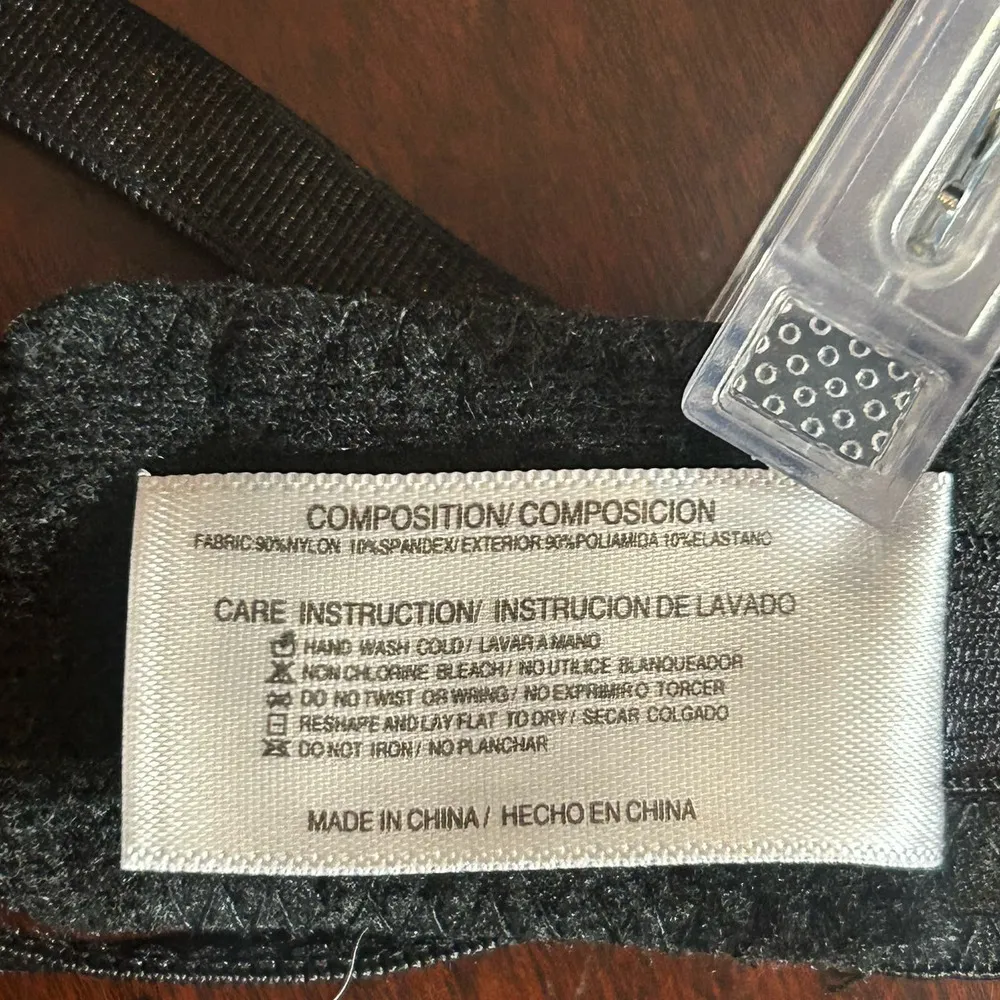 COMPOSITION/ COMPOSICION
FABRIC:90%NYLON 10%SPANDEX/EXTERIOR:90%POLIAMIDA 10%ELASTANO
CARE INSTRUCTION/ INSTRUCION DE LAVADO
HAND WASH COLD/ LAVAR A MANO
NON CHLORINE BLEACH/ NO UTILICE BLANQUEADOR
DO NO TWIST OR WRING/ NO EXPRIMIR O TORCER
RESHAPE AND LAY FLAT TO DRY/ SECAR COLGADO
DO NOT IRON/ NO PLANCHAR
MADE IN CHINA/ HECHO EN CHINA